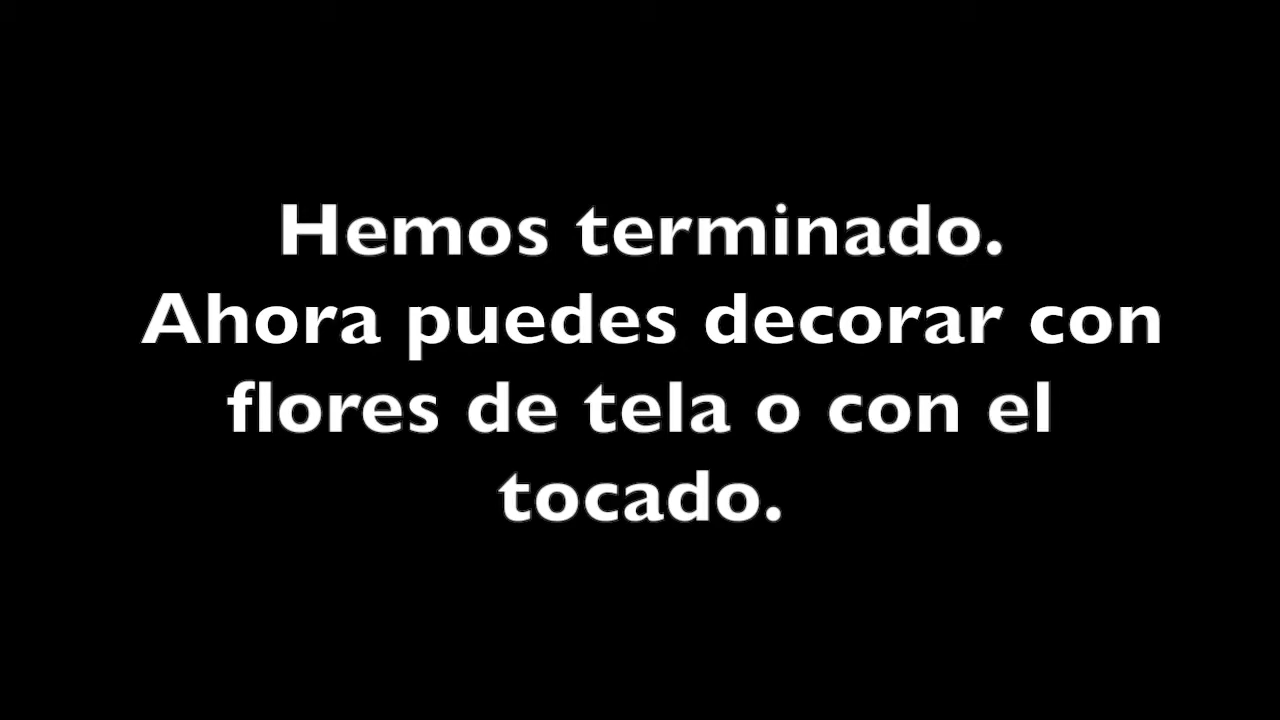 Hemos terminado.
Ahora puedes decorar con
flores de tela o con el
tocado.